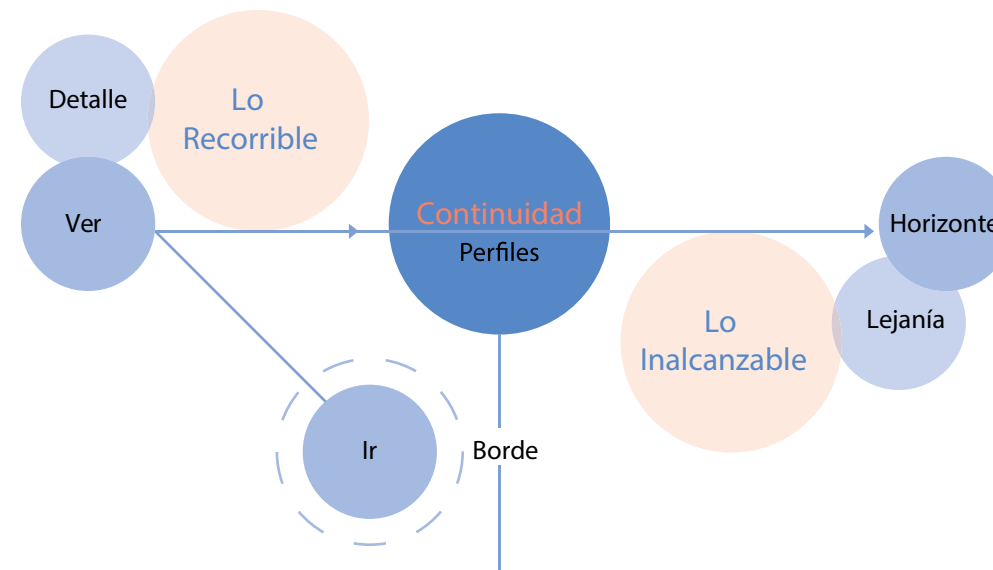 Detalle
Lo
Recorrible
Ver
Continuidad
Perfiles
Horizonte
Lo
Inalcanzable
Lejanía
Ir
Borde